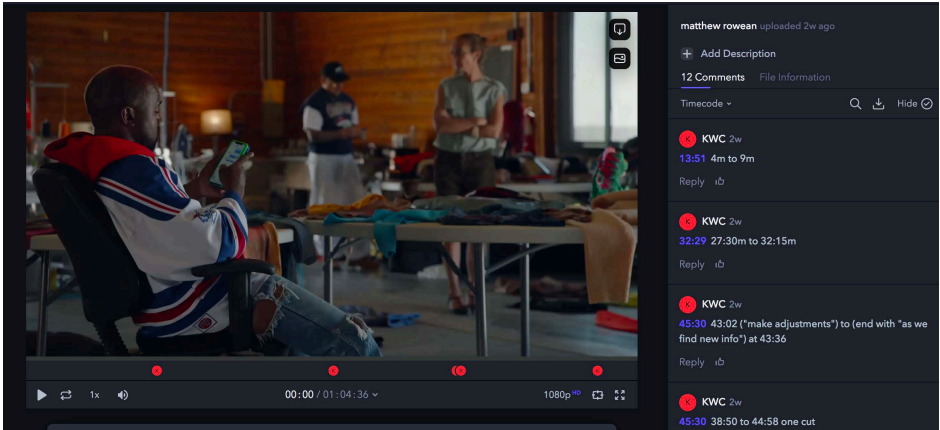 matthew rowean uploaded 2w ago
+ Add Description
12 Comments File Information
Timecode Hide
K KWC 2w
13:51 4m to 9m
Reply
K KWC 2w
32:29 27:30m to 32:15m
Reply
K KWC 2w
45:30 43:02 ("make adjustments") to (end with "as we
find new info") at 43:36
Reply
K KWC 2w
45:30 38:50 to 44:58 one cut
K K K K
1x 00:00 / 01:04:36 1080p HD